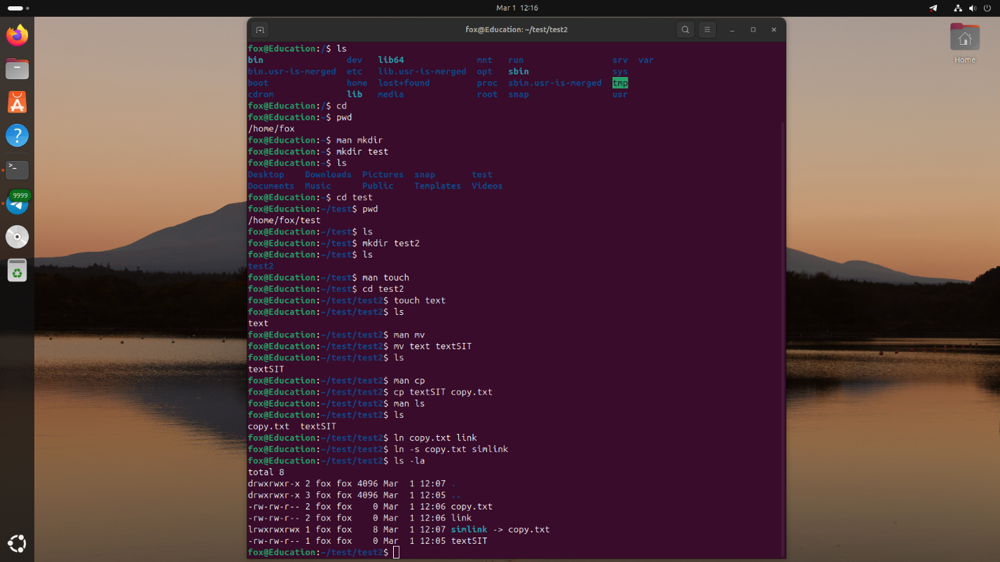 Mar 1 12:16
fox@Education: ~/test/test2
fox@Education:/$ ls
bin dev lib64 mnt run srv var
bin.usr-is-merged etc lib.usr-is-merged opt sbin sys
boot home lost+found proc sbin.usr-is-merged tmp
cdrom lib media root snap usr
fox@Education:/$ cd
fox@Education:~$ pwd
/home/fox
fox@Education:~$ man mkdir
fox@Education:~$ mkdir test
fox@Education:~$ ls
Desktop Downloads Pictures snap test
Documents Music Public Templates Videos
fox@Education:~$ cd test
fox@Education:~/test$ pwd
/home/fox/test
fox@Education:~/test$ ls
fox@Education:~/test$ mkdir test2
fox@Education:~/test$ ls
test2
fox@Education:~/test$ man touch
fox@Education:~/test$ cd test2
fox@Education:~/test/test2$ touch text
fox@Education:~/test/test2$ ls
text
fox@Education:~/test/test2$ man mv
fox@Education:~/test/test2$ mv text textSIT
fox@Education:~/test/test2$ ls
textSIT
fox@Education:~/test/test2$ man cp
fox@Education:~/test/test2$ cp textSIT copy.txt
fox@Education:~/test/test2$ man ls
fox@Education:~/test/test2$ ls
copy.txt textSIT
fox@Education:~/test/test2$ ln copy.txt link
fox@Education:~/test/test2$ ln -s copy.txt simlink
fox@Education:~/test/test2$ ls -la
total 8
drwxrwxr-x 2 fox fox 4096 Mar 1 12:07 .
drwxrwxr-x 3 fox fox 4096 Mar 1 12:05 ..
-rw-rw-r-- 2 fox fox 0 Mar 1 12:06 copy.txt
-rw-rw-r-- 2 fox fox 0 Mar 1 12:06 link
lrwxrwxrwx 1 fox fox 8 Mar 1 12:07 simlink -> copy.txt
-rw-rw-r-- 1 fox fox 0 Mar 1 12:05 textSIT
fox@Education:~/test/test2$
Home
>_
9999